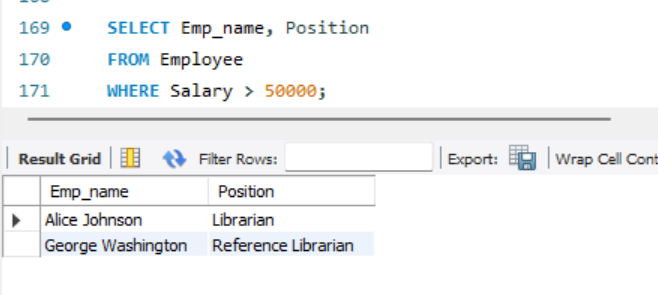 169 SELECT Emp_name, Position
170 FROM Employee
171 WHERE Salary > 50000;
Result Grid Filter Rows: Export: Wrap Cell Cont
Emp_name Position
Alice Johnson Librarian
George Washington Reference Librarian